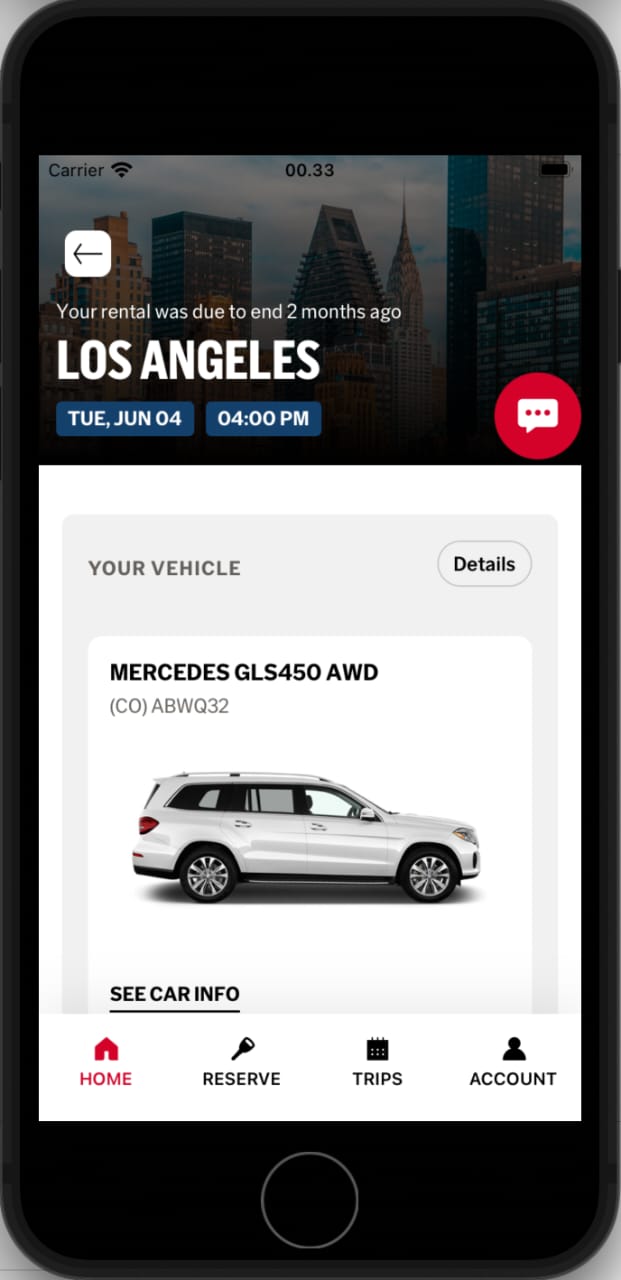 Carrier 00.33
Your rental was due to end 2 months ago
LOS ANGELES
TUE, JUN 04 04:00 PM
YOUR VEHICLE Details
MERCEDES GLS450 AWD
(CO) ABWQ32
SEE CAR INFO
HOME RESERVE TRIPS ACCOUNT